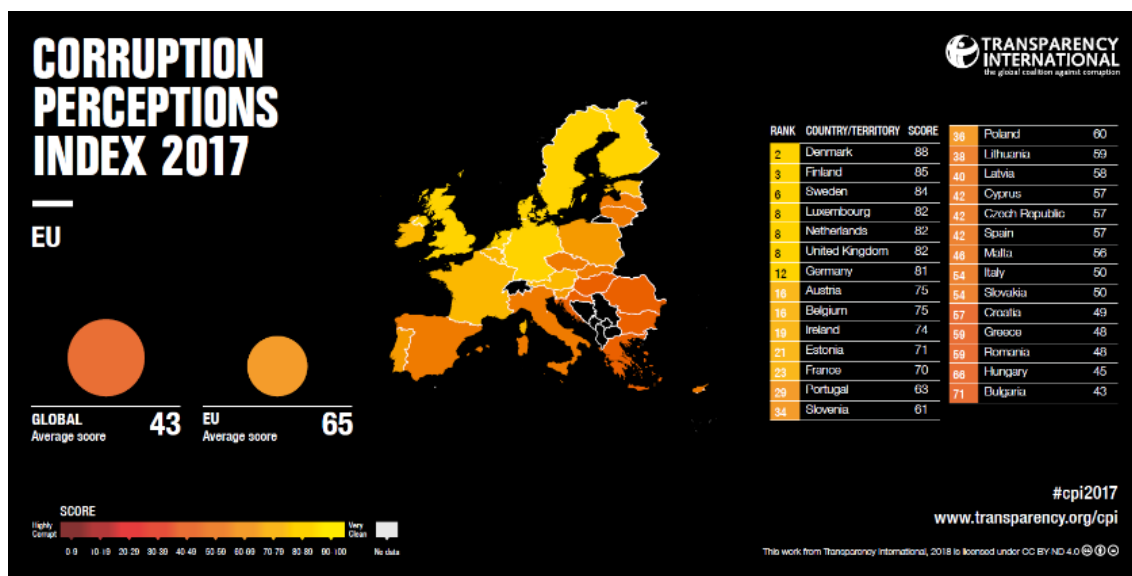 CORRUPTION
PERCEPTIONS
INDEX 2017
EU
GLOBAL
Average score
43
EU
Average score
65
SCORE
Highly
Corrupt
Very
Clean
0-9 10-19 20-29 30-39 40-49 50-59 60-69 70-79 80-89 90-100 No data
TRANSPARENCY
INTERNATIONAL
the global coalition against corruption
RANK COUNTRY/TERRITORY SCORE
2 Denmark 88
3 Finland 85
6 Sweden 84
8 Luxembourg 82
8 Netherlands 82
8 United Kingdom 82
12 Germany 81
16 Austria 75
16 Belgium 75
19 Ireland 74
21 Estonia 71
23 France 70
29 Portugal 63
34 Slovenia 61
36 Poland 60
38 Lithuania 59
40 Latvia 58
42 Cyprus 57
42 Czech Republic 57
42 Spain 57
46 Malta 56
54 Italy 50
54 Slovakia 50
57 Croatia 49
59 Greece 48
59 Romania 48
66 Hungary 45
71 Bulgaria 43
#cpi2017
www.transparency.org/cpi
This work from Transparency International, 2018 is licensed under CC BY-ND 4.0